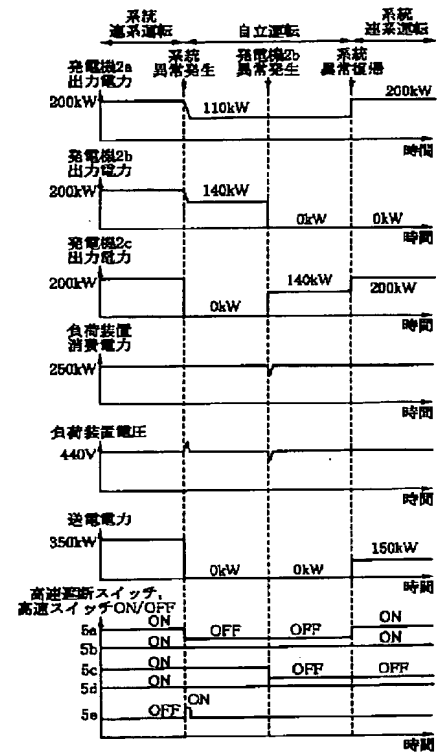 系統
連系運転
自立運転
系統
連系運転
系統
異常発生
発電機2b
異常発生
系統
異常復帰
発電機2a
出力電力
200kW
110kW
200kW
時間
発電機2b
出力電力
200kW
140kW
0kW
0kW
時間
発電機2c
出力電力
200kW
0kW
140kW
200kW
時間
負荷装置
消費電力
250kW
時間
負荷装置電圧
440V
時間
送電電力
350kW
0kW
0kW
150kW
時間
高速遮断スイッチ,
高速スイッチON/OFF
5a
ON
OFF
OFF
ON
5b
ON
ON
5c
ON
OFF
OFF
5d
ON
5e
OFF
ON
時間